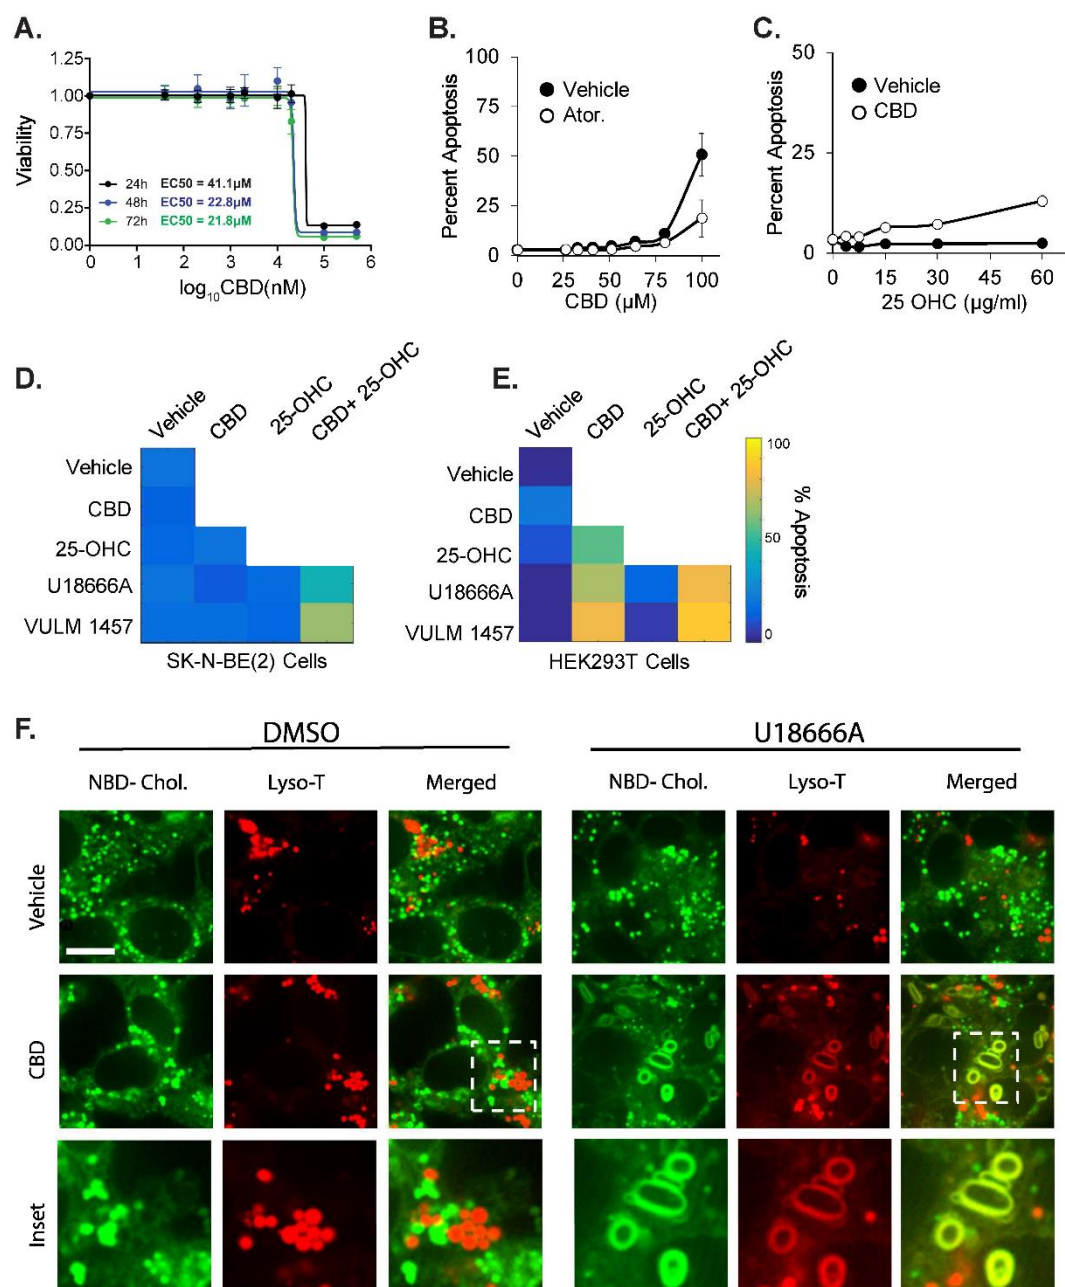 A.
Viability
1.25
1.00
0.75
0.50
0.25
0.00
24h EC50 = 41.1µM
48h EC50 = 22.8µM
72h EC50 = 21.8µM
0 1 2 3 4 5 6
log10CBD(nM)
B.
Percent Apoptosis
100
75
50
25
0
Vehicle
Ator.
0 25 50 75 100
CBD (µM)
C.
Percent Apoptosis
50
25
0
Vehicle
CBD
0 15 30 45 60
25 OHC (µg/ml)
D.
Vehicle CBD 25-OHC CBD+ 25-OHC
Vehicle
CBD
25-OHC
U18666A
VULM 1457
SK-N-BE(2) Cells
E.
Vehicle CBD 25-OHC CBD+ 25-OHC
Vehicle
CBD
25-OHC
U18666A
VULM 1457
HEK293T Cells
100
50
0
% Apoptosis
F.
DMSO U18666A
NBD- Chol. Lyso-T Merged NBD- Chol. Lyso-T Merged
Vehicle
CBD
Inset